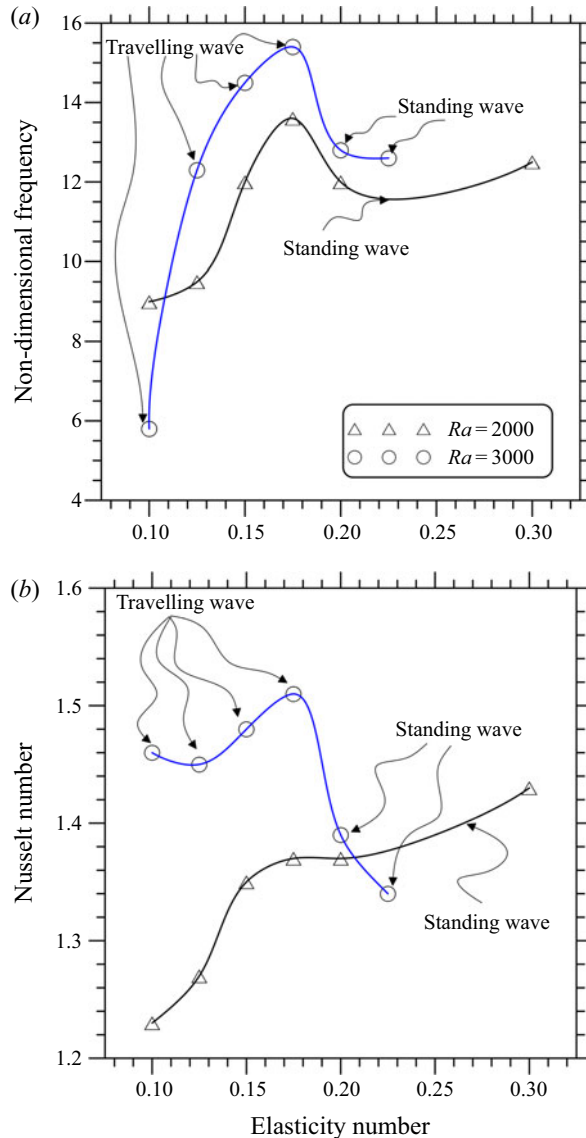 (a)
16
14
12
10
8
6
4
Non-dimensional frequency
Travelling wave
Standing wave
Standing wave
Ra = 2000
Ra = 3000
0.10 0.15 0.20 0.25 0.30
(b)
1.6
1.5
1.4
1.3
1.2
Nusselt number
Travelling wave
Standing wave
Standing wave
0.10 0.15 0.20 0.25 0.30
Elasticity number